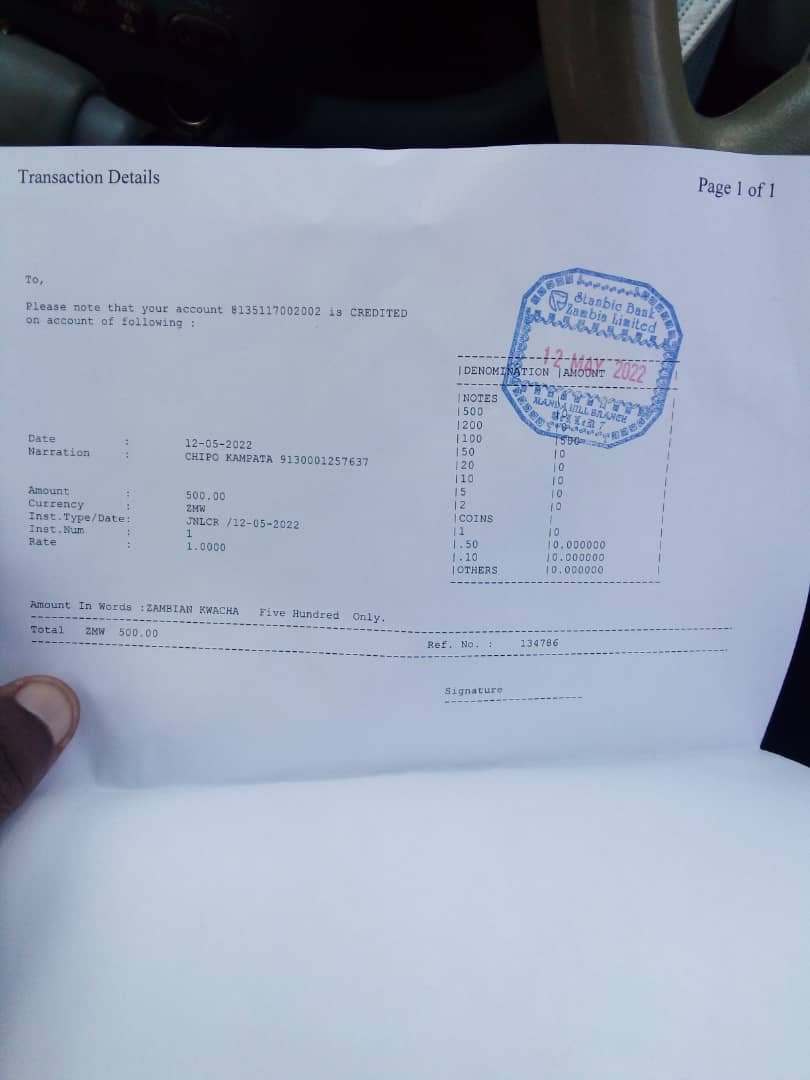 Transaction Details
Page 1 of 1
To,
Please note that your account 8135117002002 is CREDITED
on account of following :
Stanbic Bank
Zambia Limited
12 MAY 2022
MANDA HILL BRANCH
7
|DENOMINATION |AMOUNT |
|NOTES |
|500 |0 |
|200 |0 |
|100 |500 |
|50 |0 |
|20 |0 |
|10 |0 |
|5 |0 |
|2 |0 |
|COINS | |
|1 |0 |
|.50 |0.000000 |
|.10 |0.000000 |
|OTHERS |0.000000 |
Date : 12-05-2022
Narration : CHIPO KAMPATA 9130001257637
Amount : 500.00
Currency : ZMW
Inst.Type/Date: JNLCR /12-05-2022
Inst.Num : 1
Rate : 1.0000
Amount In Words :ZAMBIAN KWACHA Five Hundred Only.
Total ZMW 500.00
Ref. No. : 134786
Signature